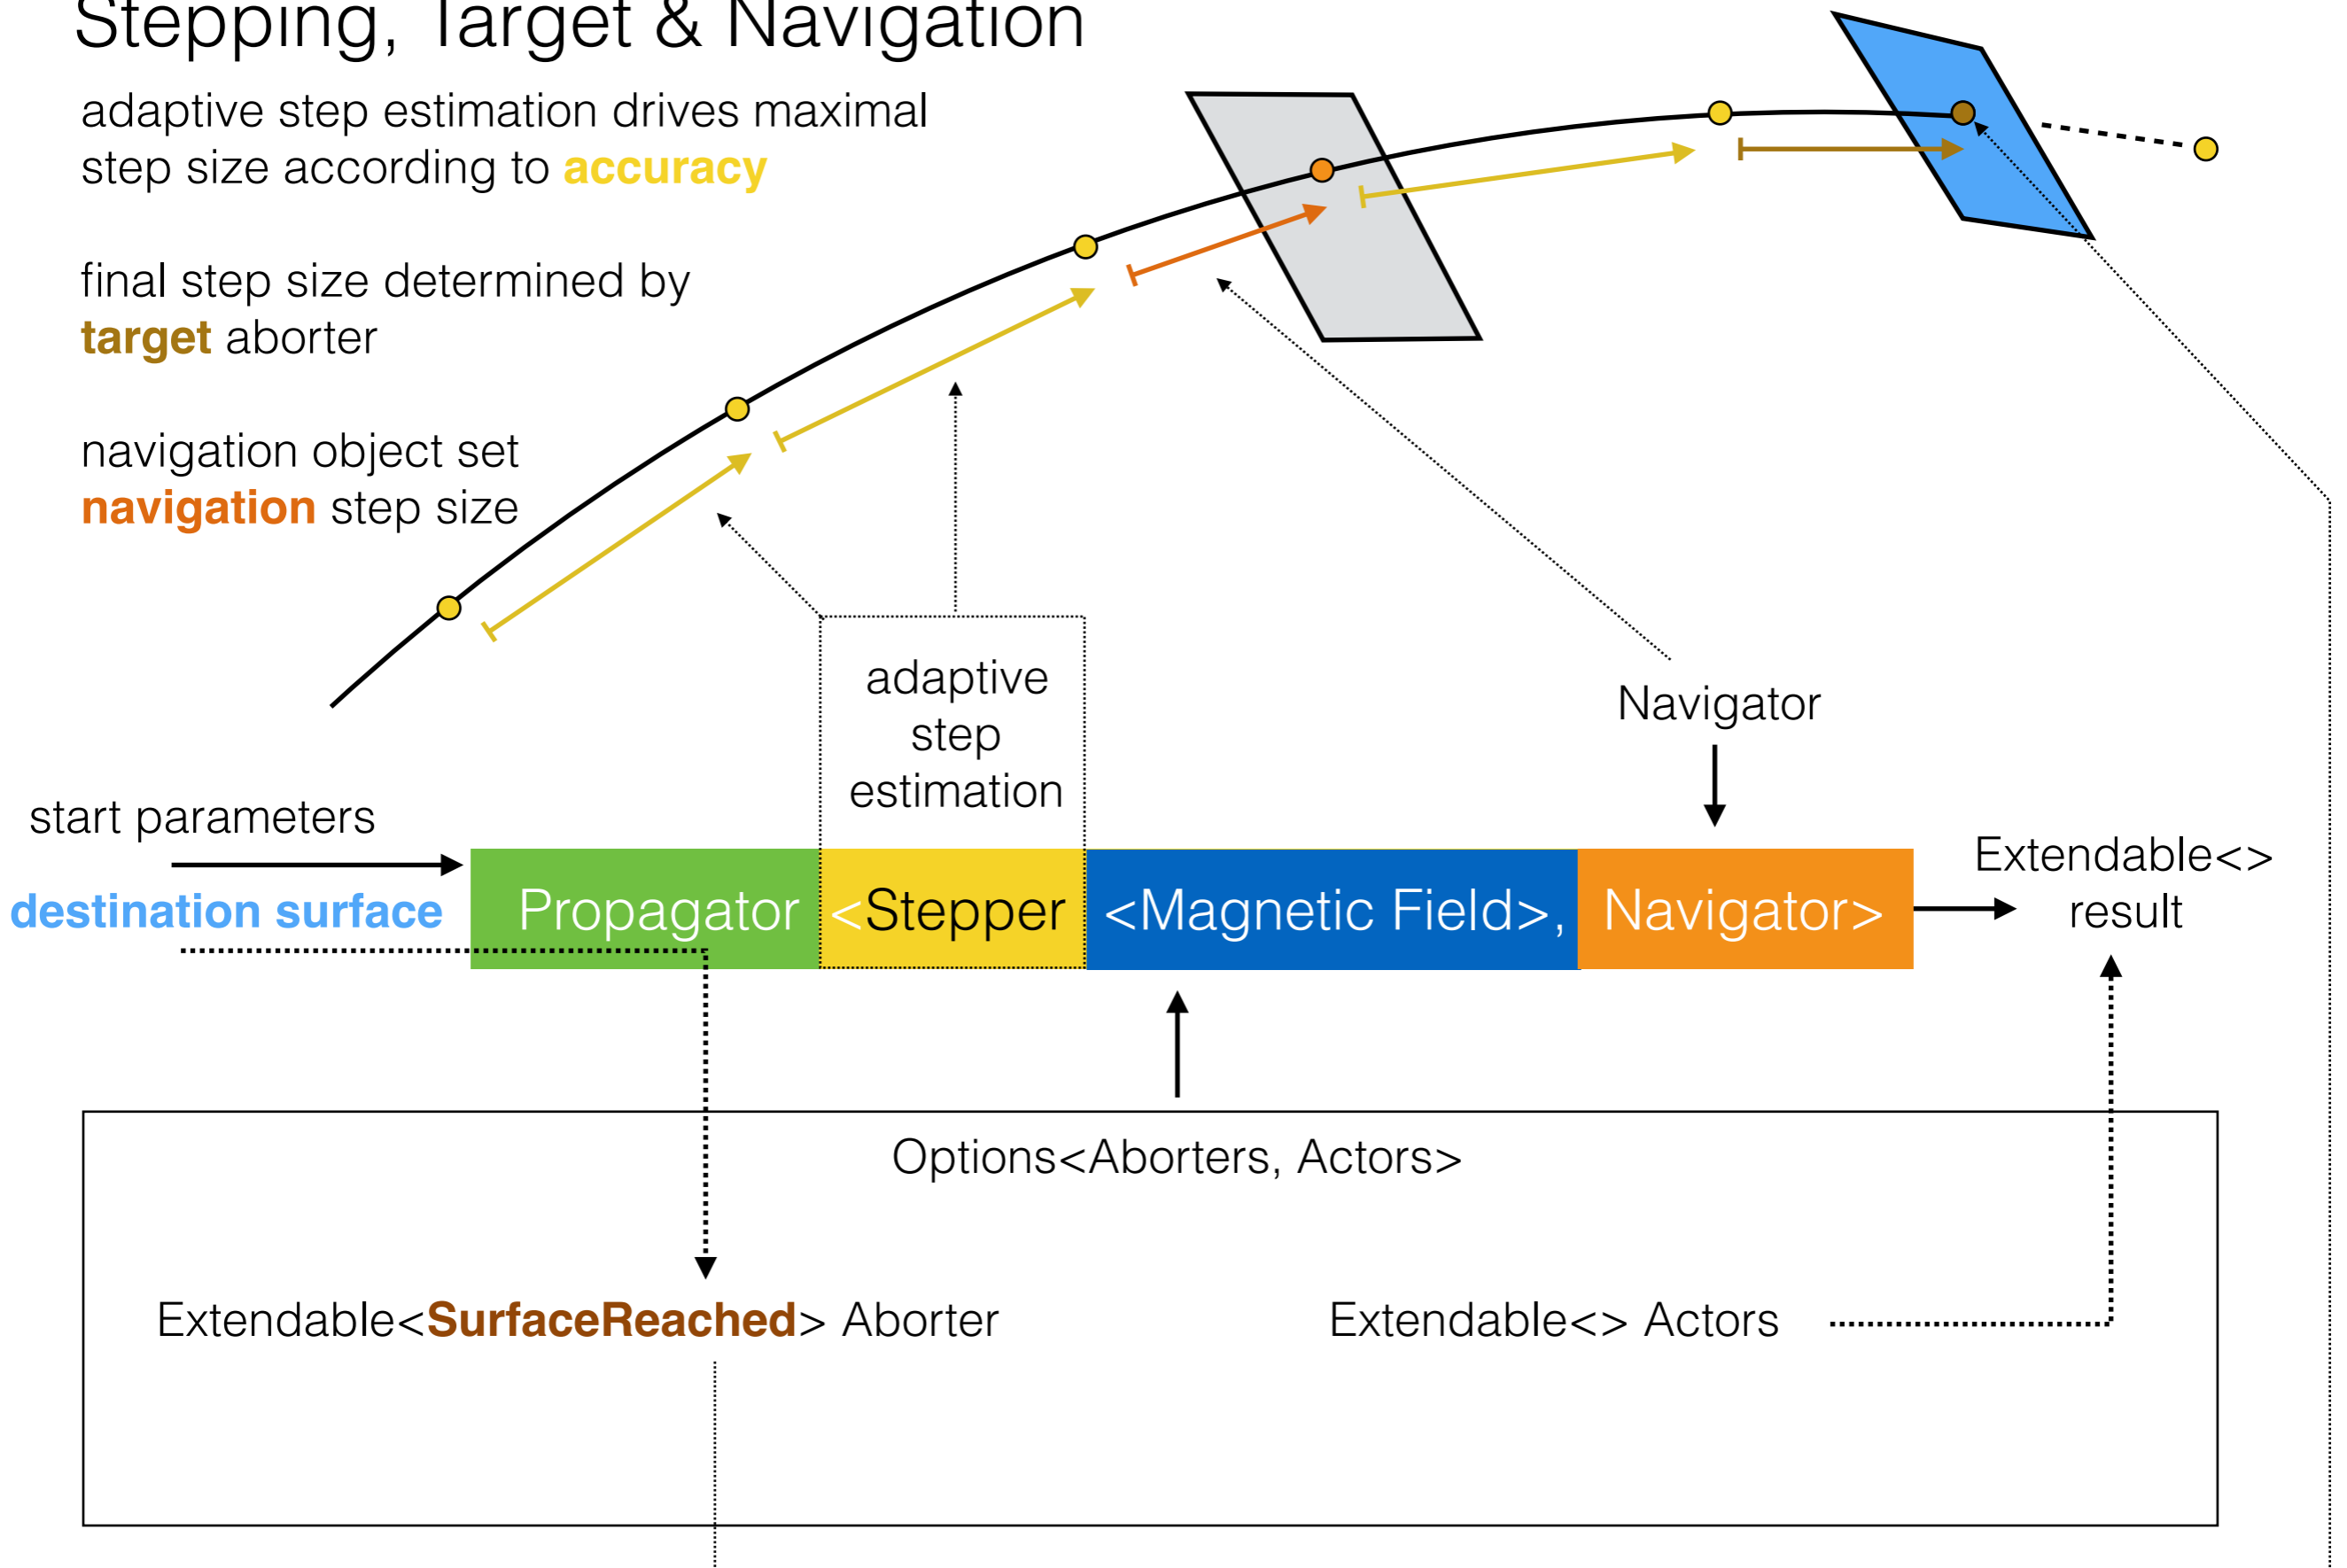 Stepping, Target & Navigation
adaptive step estimation drives maximal
step size according to accuracy
final step size determined by
target aborter
navigation object set
navigation step size
adaptive
step
estimation
Navigator
start parameters
destination surface
Propagator <Stepper <Magnetic Field>, Navigator>
Extendable<>
result
Options<Aborters, Actors>
Extendable<SurfaceReached> Aborter
Extendable<> Actors